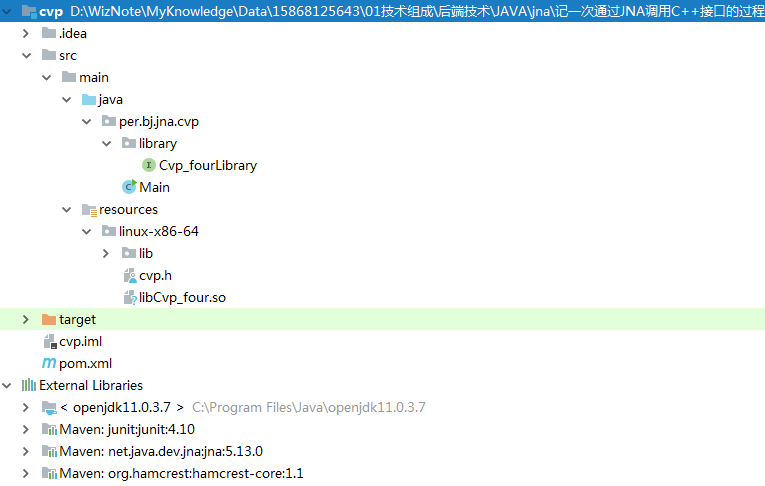 cvp D:\WizNote\MyKnowledge\Data\15868125643\01技术组成\后端技术\JAVA\jna\记一次通过JNA调用C++接口的过程
.idea
src
main
java
per.bj.jna.cvp
library
Cvp_fourLibrary
Main
resources
linux-x86-64
lib
cvp.h
libCvp_four.so
target
cvp.iml
pom.xml
External Libraries
< openjdk11.0.3.7 > C:\Program Files\Java\openjdk11.0.3.7
Maven: junit:junit:4.10
Maven: net.java.dev.jna:jna:5.13.0
Maven: org.hamcrest:hamcrest-core:1.1